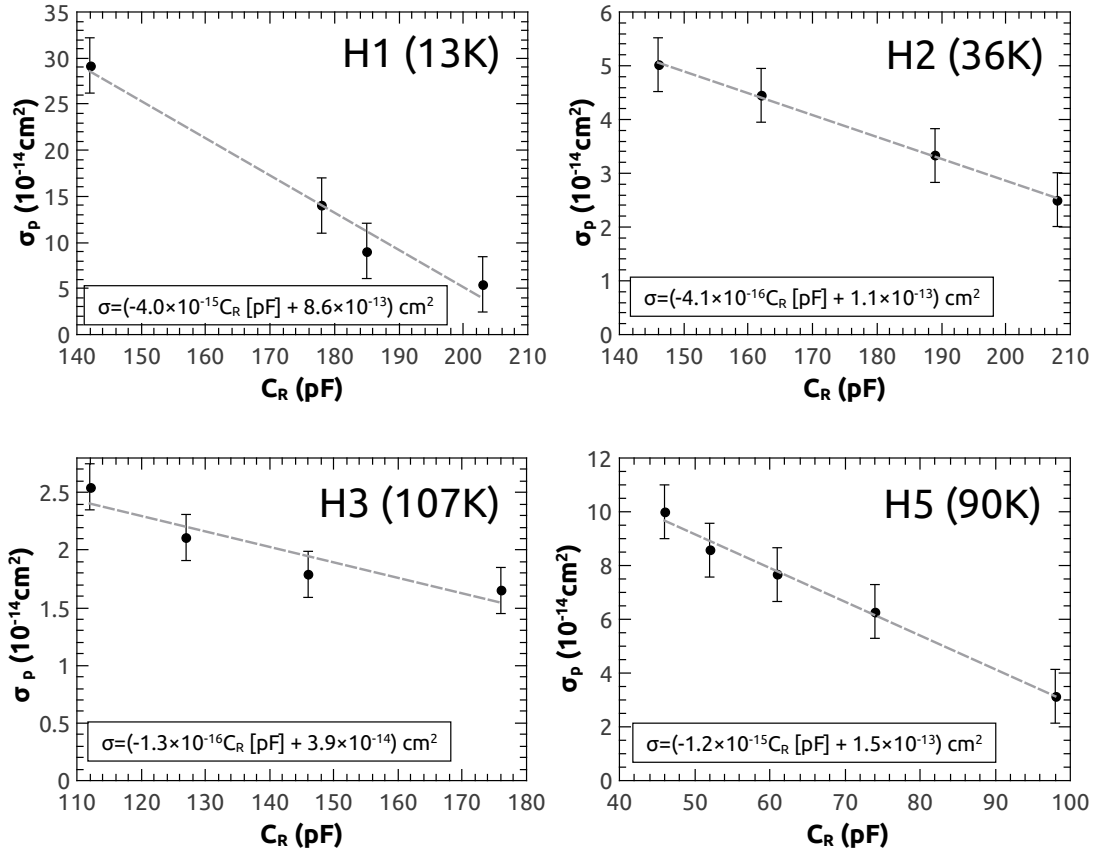 H1 (13K)
σp (10-14cm2)
35
30
25
20
15
10
5
0
σ=(-4.0×10-15CR [pF] + 8.6×10-13) cm2
140 150 160 170 180 190 200 210
CR (pF)
H2 (36K)
σp (10-14cm2)
6
5
4
3
2
1
0
σ=(-4.1×10-16CR [pF] + 1.1×10-13) cm2
140 150 160 170 180 190 200 210
CR (pF)
H3 (107K)
σ p (10-14cm2)
2.5
2
1.5
1
0.5
0
σ=(-1.3×10-16CR [pF] + 3.9×10-14) cm2
110 120 130 140 150 160 170 180
CR (pF)
H5 (90K)
σp (10-14cm2)
12
10
8
6
4
2
0
σ=(-1.2×10-15CR [pF] + 1.5×10-13) cm2
40 50 60 70 80 90 100
CR (pF)